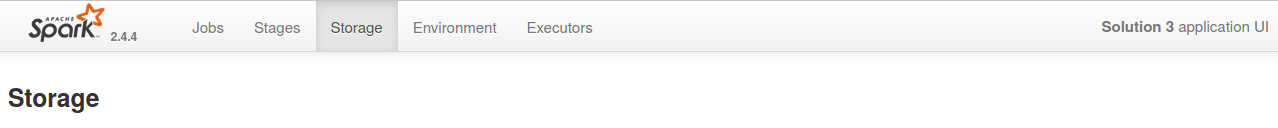 APACHE
Spark 2.4.4 Jobs Stages Storage Environment Executors Solution 3 application UI
Storage